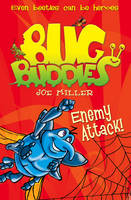 Even beetles can be heroes
BUG
BUDDIES
JOE MILLER
Enemy
Attack!